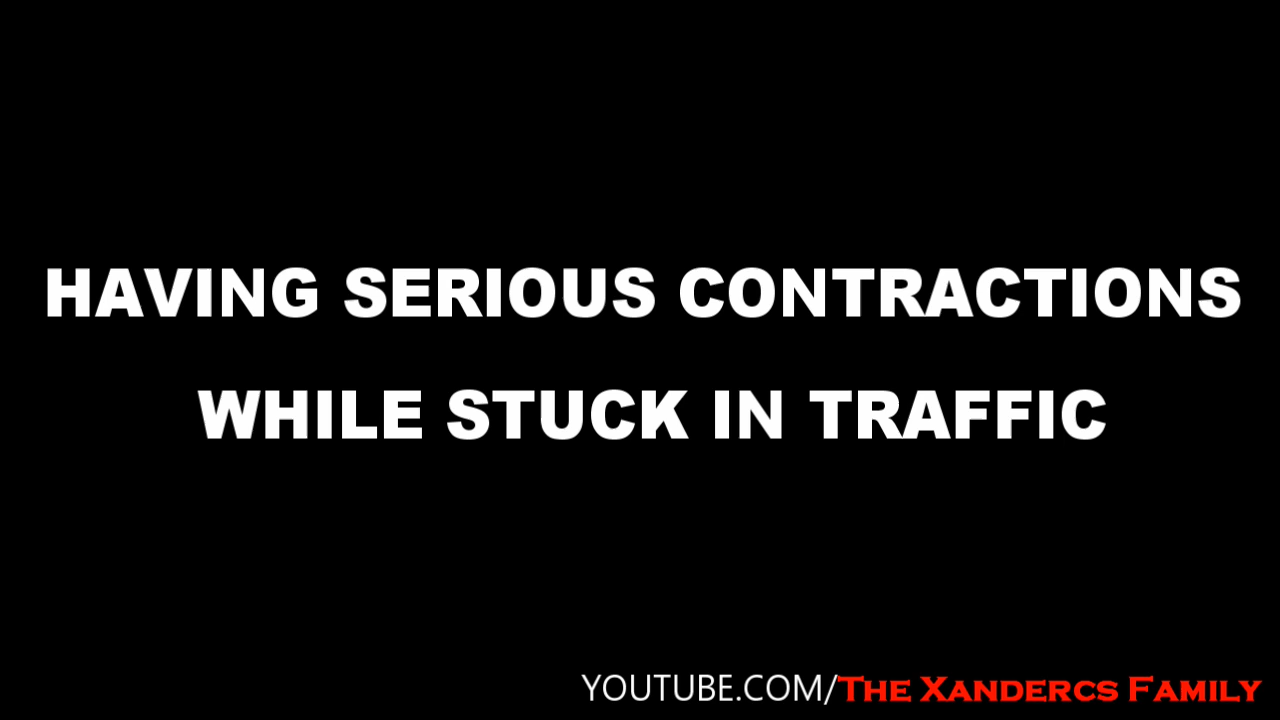 HAVING SERIOUS CONTRACTIONS
WHILE STUCK IN TRAFFIC
YOUTUBE.COM/The Xandercs Family